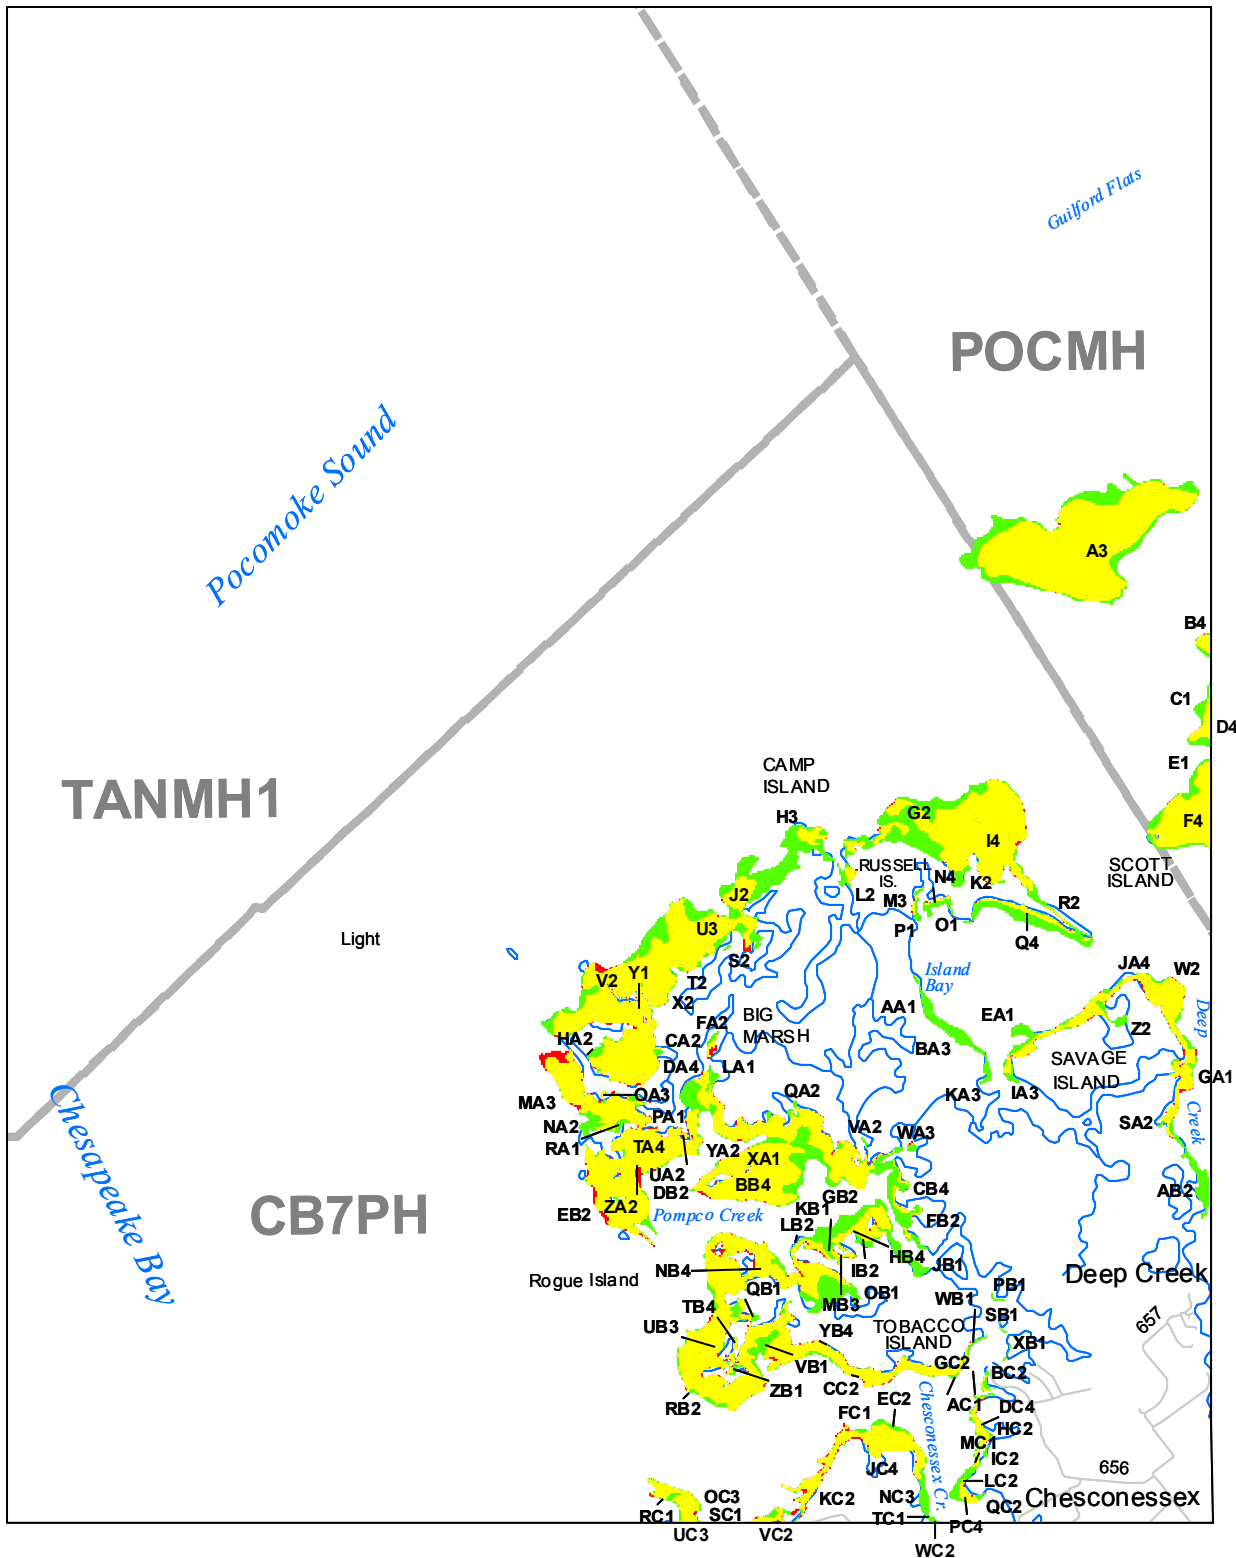 Guilford Flats
POCMH
Pocomoke Sound
A3
B4
C1
D4
E1
F4
TANMH1
CAMP
ISLAND
H3
G2
I4
RUSSELL
IS.
N4
K2
SCOTT
ISLAND
J2
L2
M3
R2
P1
O1
Q4
U3
Light
S2
Island
Bay
JA4
W2
V2
Y1
T2
X2
Deep
Creek
FA2
BIG
MARSH
AA1
EA1
Z2
HA2
CA2
BA3
SAVAGE
ISLAND
DA4
LA1
GA1
MA3
OA3
QA2
KA3
IA3
NA2
PA1
SA2
RA1
TA4
YA2
VA2
WA3
XA1
UA2
DB2
BB4
CB4
AB2
Chesapeake Bay
CB7PH
EB2
ZA2
Pompco Creek
KB1
GB2
LB2
FB2
HB4
JB1
Rogue Island
NB4
IB2
Deep Creek
QB1
OB1
PB1
TB4
MB3
WB1
SB1
657
UB3
YB4
TOBACCO
ISLAND
XB1
VB1
GC2
BC2
ZB1
CC2
RB2
EC2
AC1
DC4
FC1
HC2
Chesconessex Cr.
MC1
IC2
JC4
656
LC2
OC3
KC2
NC3
QC2
Chesconessex
RC1
SC1
TC1
PC4
UC3
VC2
WC2